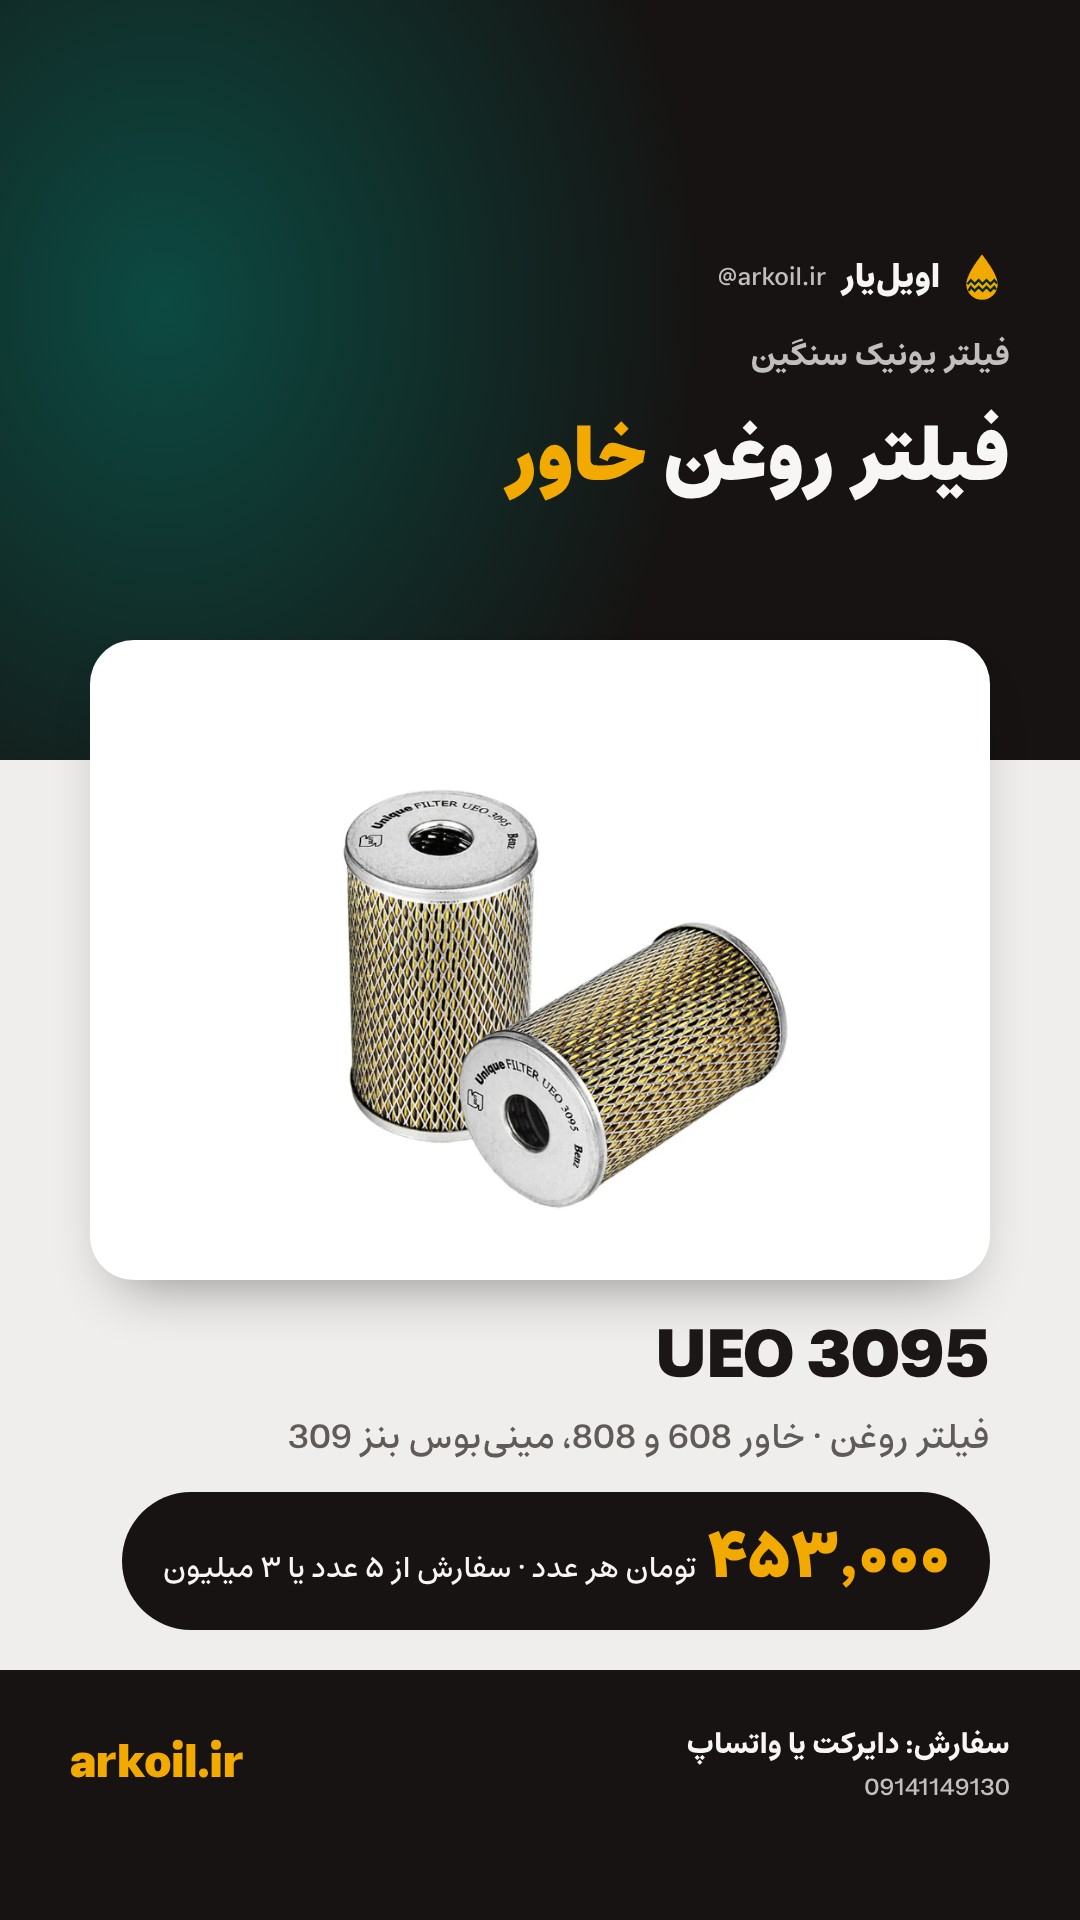 اویل‌یار @arkoil.ir
فیلتر یونیک سنگین
فیلتر روغن خاور
Unique FILTER UEO 3095 Benz
Unique FILTER UEO 3095 Benz
UEO 3095
فیلتر روغن · خاور 608 و 808، مینی‌بوس بنز 309
۴۵۳,۰۰۰ تومان هر عدد · سفارش از ۵ عدد یا ۳ میلیون
سفارش: دایرکت یا واتساپ
09141149130
arkoil.ir